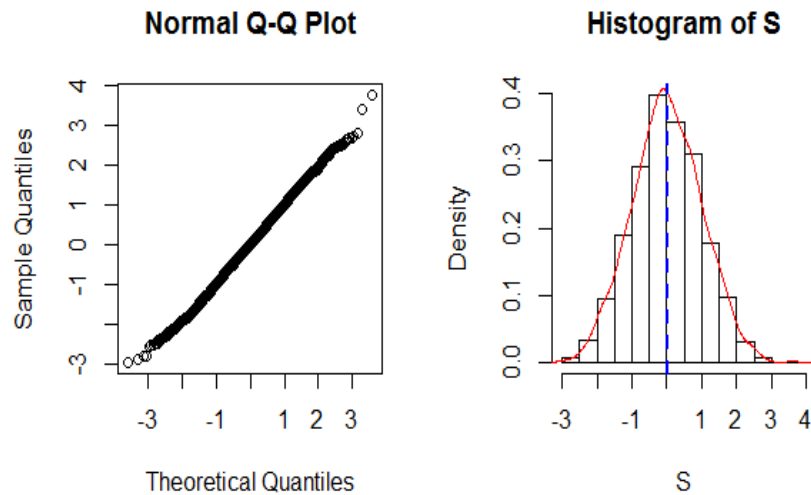 Normal Q-Q Plot
Sample Quantiles
4
3
2
1
0
-1
-3
-3 -1 1 2 3
Theoretical Quantiles
Histogram of S
Density
0.4
0.3
0.2
0.1
0.0
-3 -1 1 2 3 4
S